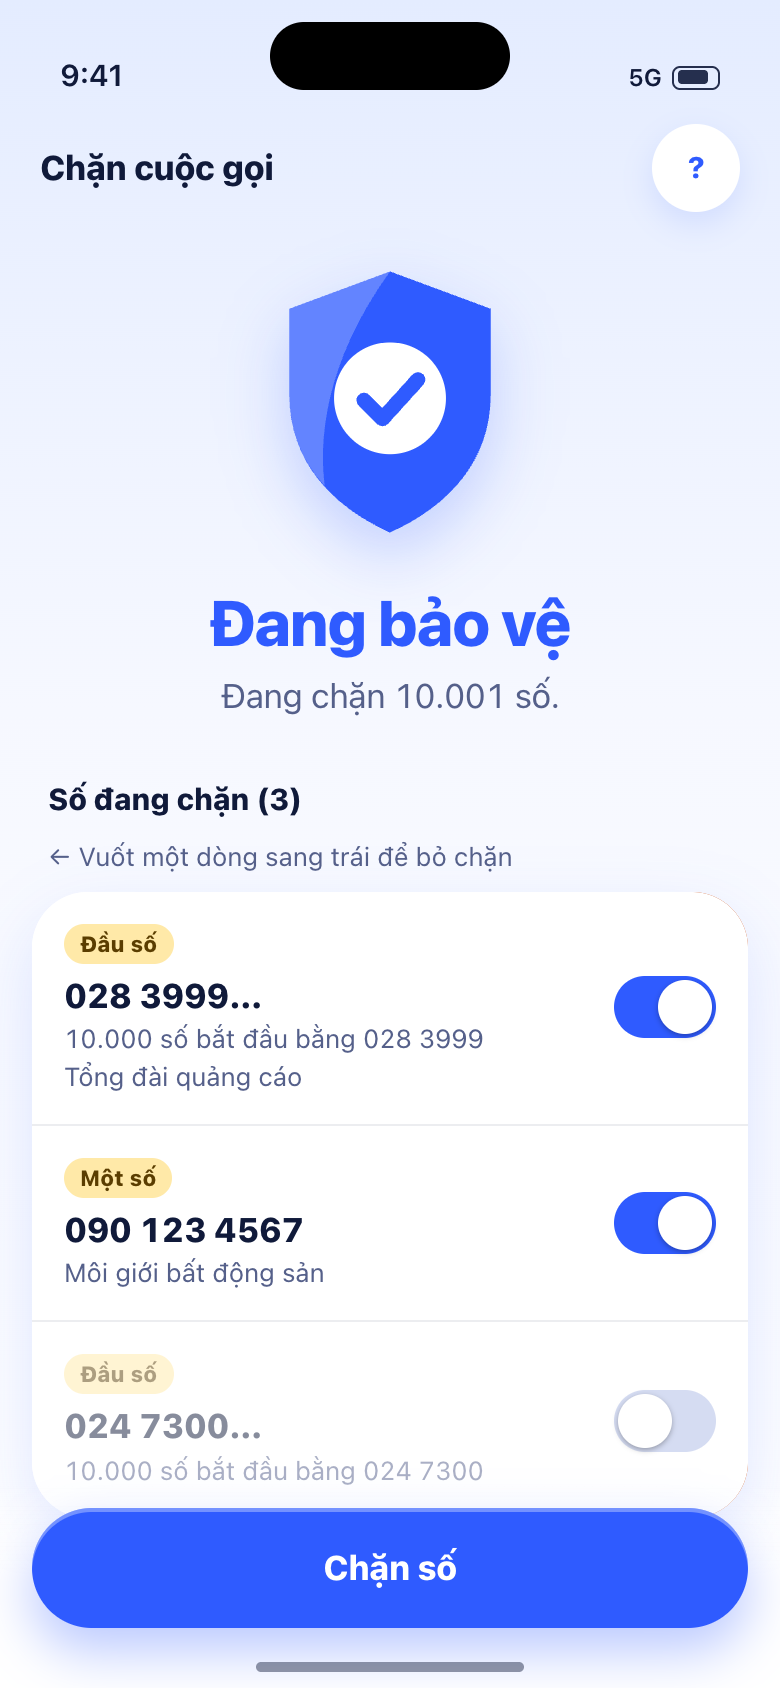 9:41
5G
Chặn cuộc gọi
?
Đang bảo vệ
Đang chặn 10.001 số.
Số đang chặn (3)
← Vuốt một dòng sang trái để bỏ chặn
Đầu số
028 3999...
10.000 số bắt đầu bằng 028 3999
Tổng đài quảng cáo
Một số
090 123 4567
Môi giới bất động sản
Đầu số
024 7300...
10.000 số bắt đầu bằng 024 7300
Chặn số